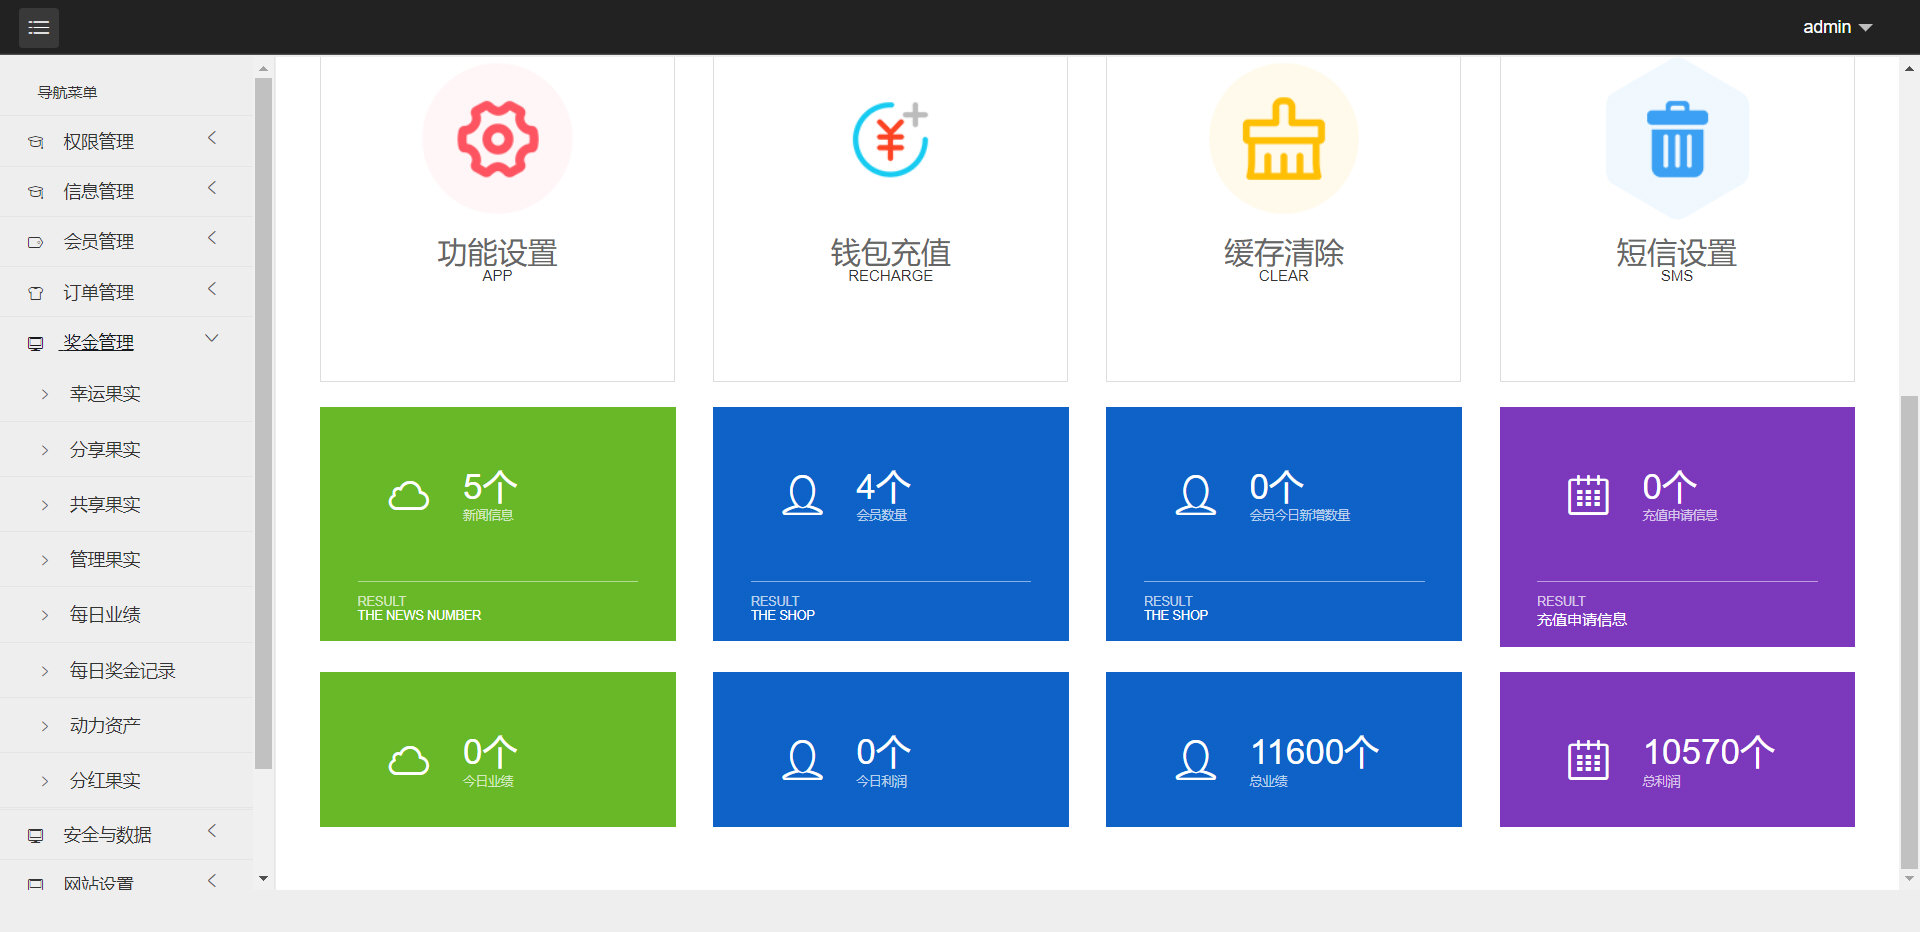 admin
导航菜单
权限管理
信息管理
会员管理
订单管理
奖金管理
幸运果实
分享果实
共享果实
管理果实
每日业绩
每日奖金记录
动力资产
分红果实
安全与数据
网站设置
功能设置
APP
钱包充值
RECHARGE
缓存清除
CLEAR
短信设置
SMS
5个
新闻信息
RESULT
THE NEWS NUMBER
4个
会员数量
RESULT
THE SHOP
0个
会员今日新增数量
RESULT
THE SHOP
0个
充值申请信息
RESULT
充值申请信息
0个
今日业绩
0个
今日利润
11600个
总业绩
10570个
总利润